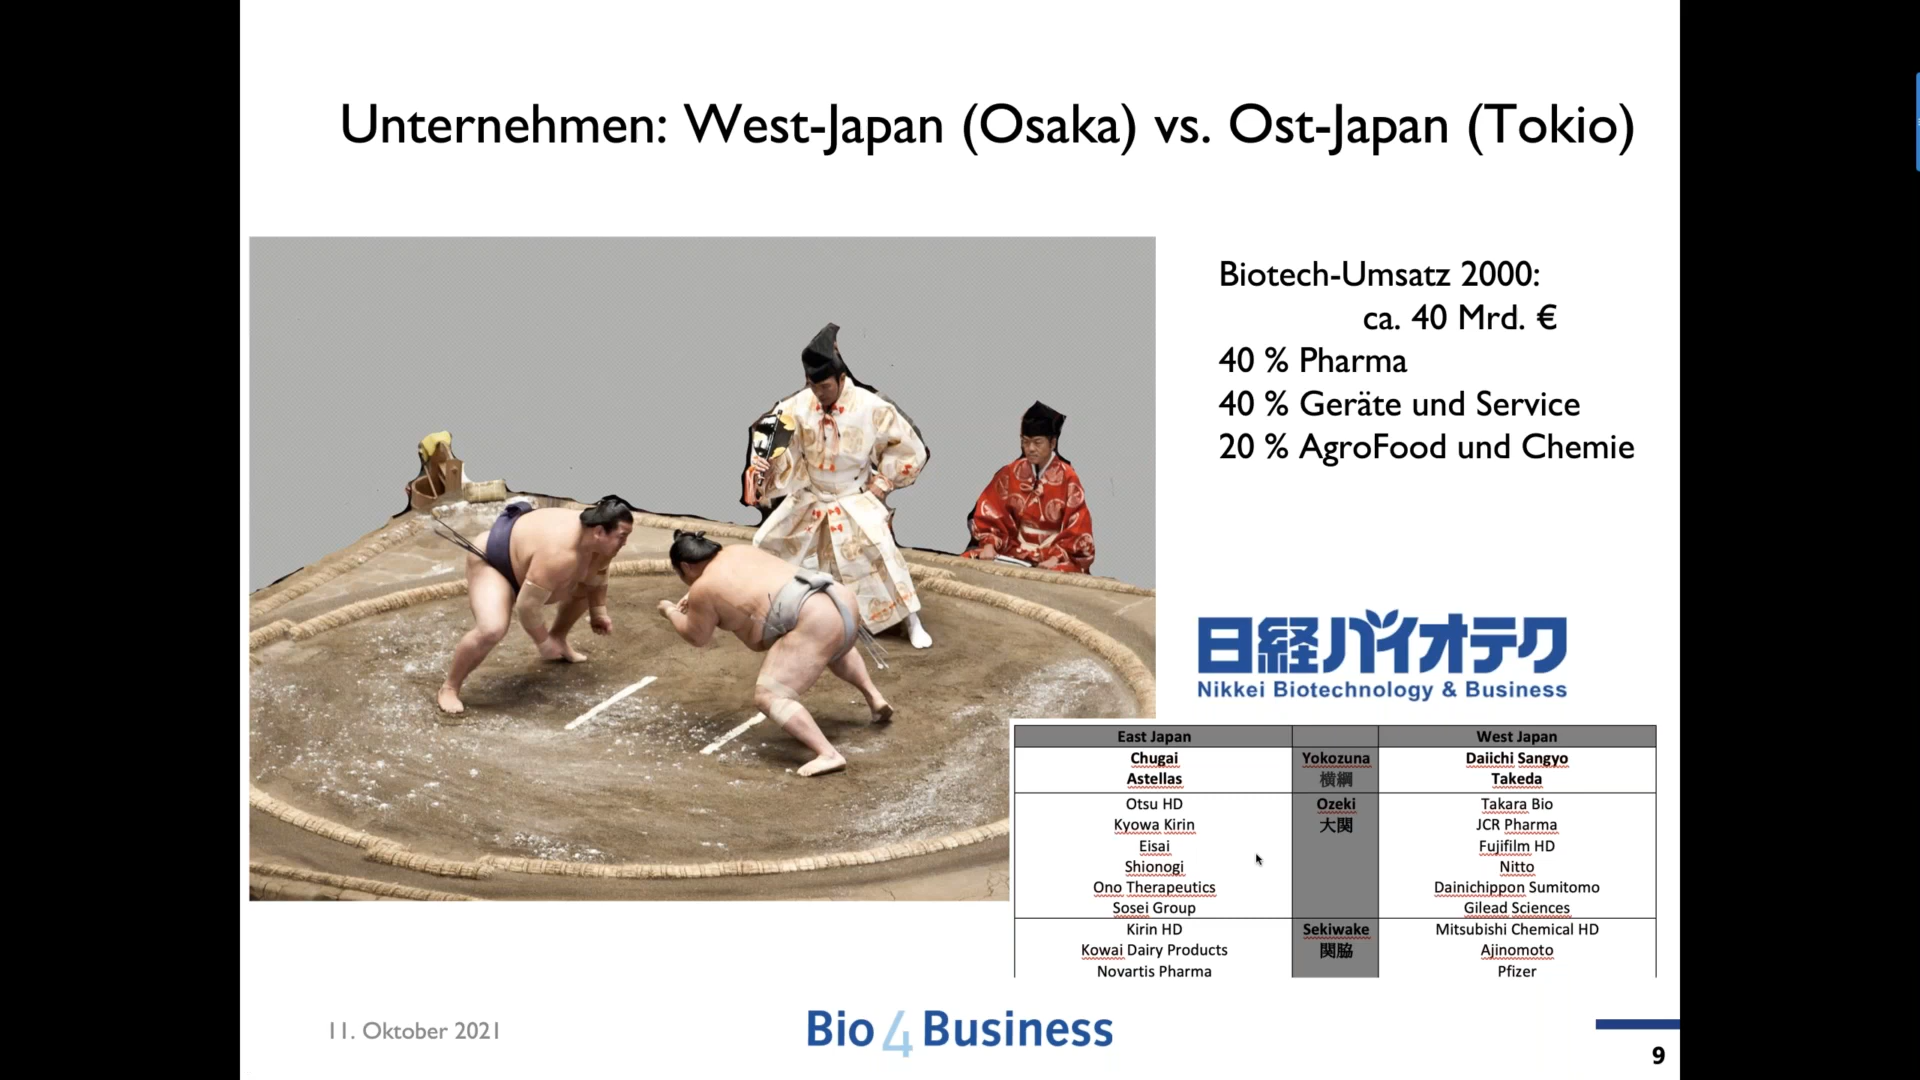 Unternehmen: West-Japan (Osaka) vs. Ost-Japan (Tokio)
Biotech-Umsatz 2000:
ca. 40 Mrd. €
40 % Pharma
40 % Geräte und Service
20 % AgroFood und Chemie
日経バイオテク
Nikkei Biotechnology & Business
East Japan West Japan
Chugai Yokozuna Daiichi Sangyo
Astellas 横綱 Takeda
Otsu HD Ozeki Takara Bio
Kyowa Kirin 大関 JCR Pharma
Eisai Fujifilm HD
Shionogi Nitto
Ono Therapeutics Dainichippon Sumitomo
Sosei Group Gilead Sciences
Kirin HD Sekiwake Mitsubishi Chemical HD
Kowai Dairy Products 関脇 Ajinomoto
Novartis Pharma Pfizer
11. Oktober 2021
Bio4Business
9